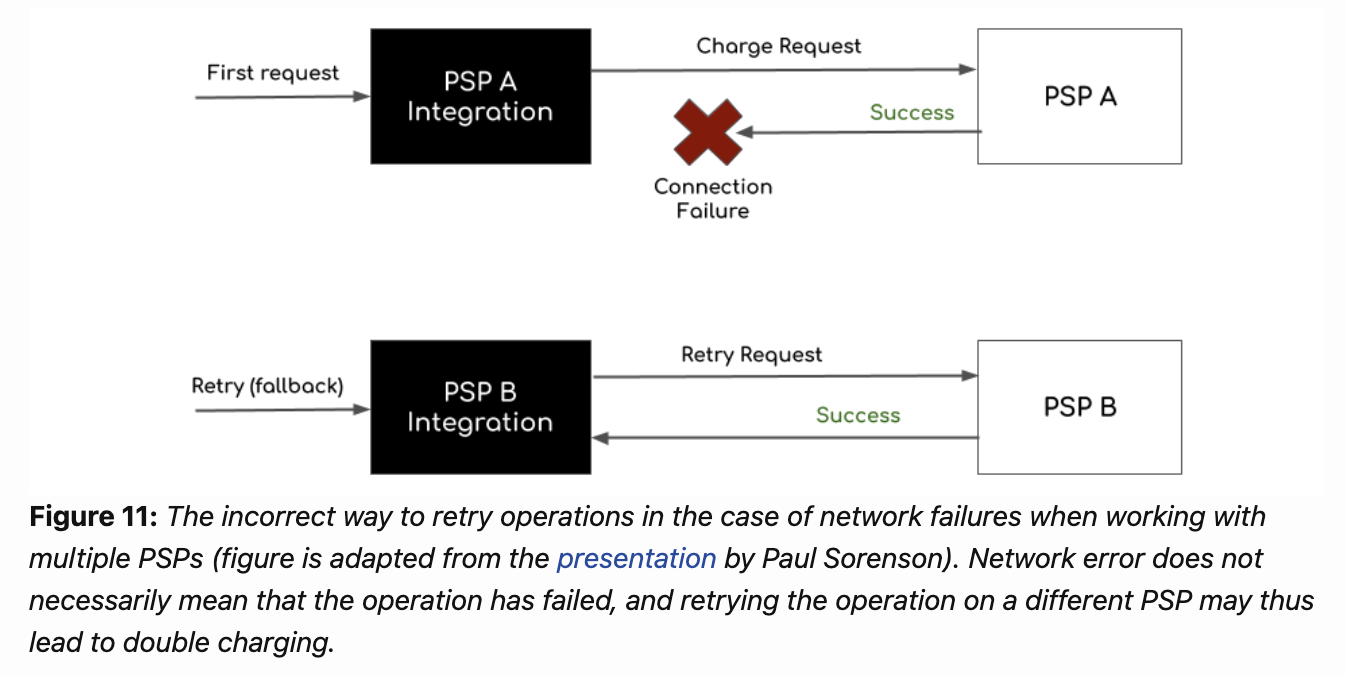 First request
PSP A
Integration
Charge Request
Success
Connection
Failure
PSP A
Retry (fallback)
PSP B
Integration
Retry Request
Success
PSP B
Figure 11: The incorrect way to retry operations in the case of network failures when working with
multiple PSPs (figure is adapted from the presentation by Paul Sorenson). Network error does not
necessarily mean that the operation has failed, and retrying the operation on a different PSP may thus
lead to double charging.